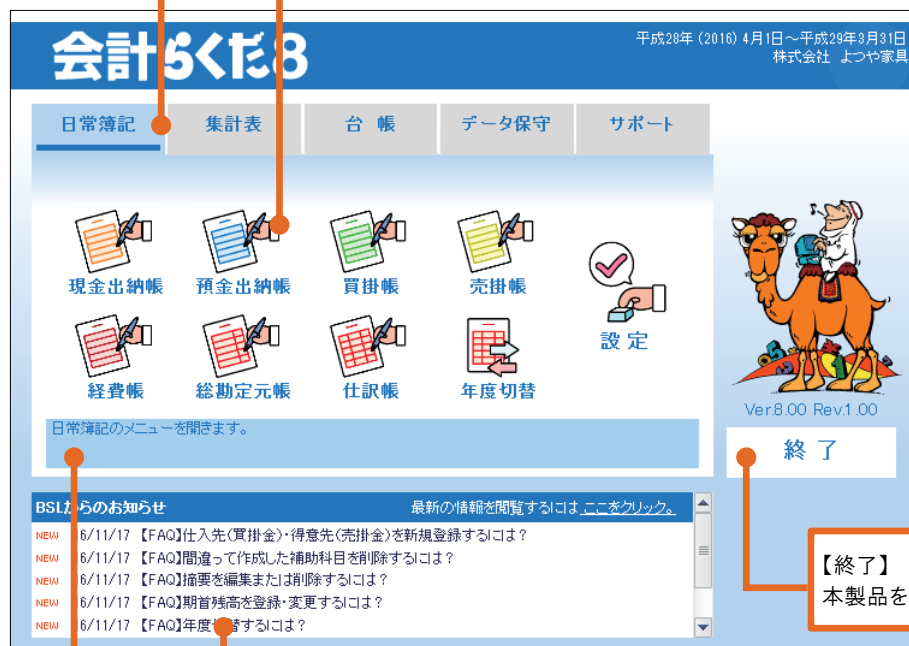 会計らくだ8
平成28年 (2016) 4月1日～平成29年3月31日
株式会社 よつや家具
日常簿記 集計表 台 帳 データ保守 サポート
現金出納帳 預金出納帳 買掛帳 売掛帳
設 定
経費帳 総勘定元帳 仕訳帳 年度切替
Ver.8.00 Rev.1.00
日常簿記のメニューを開きます。
終 了
BSLからのお知らせ 最新の情報を閲覧するにはここをクリック。
NEW 6/11/17 【FAQ】仕入先(買掛金)・得意先(売掛金)を新規登録するには？
NEW 6/11/17 【FAQ】間違って作成した補助科目を削除するには？
NEW 6/11/17 【FAQ】摘要を編集または削除するには？
NEW 6/11/17 【FAQ】期首残高を登録・変更するには？
NEW 6/11/17 【FAQ】年度切替するには？
【終了】
本製品を